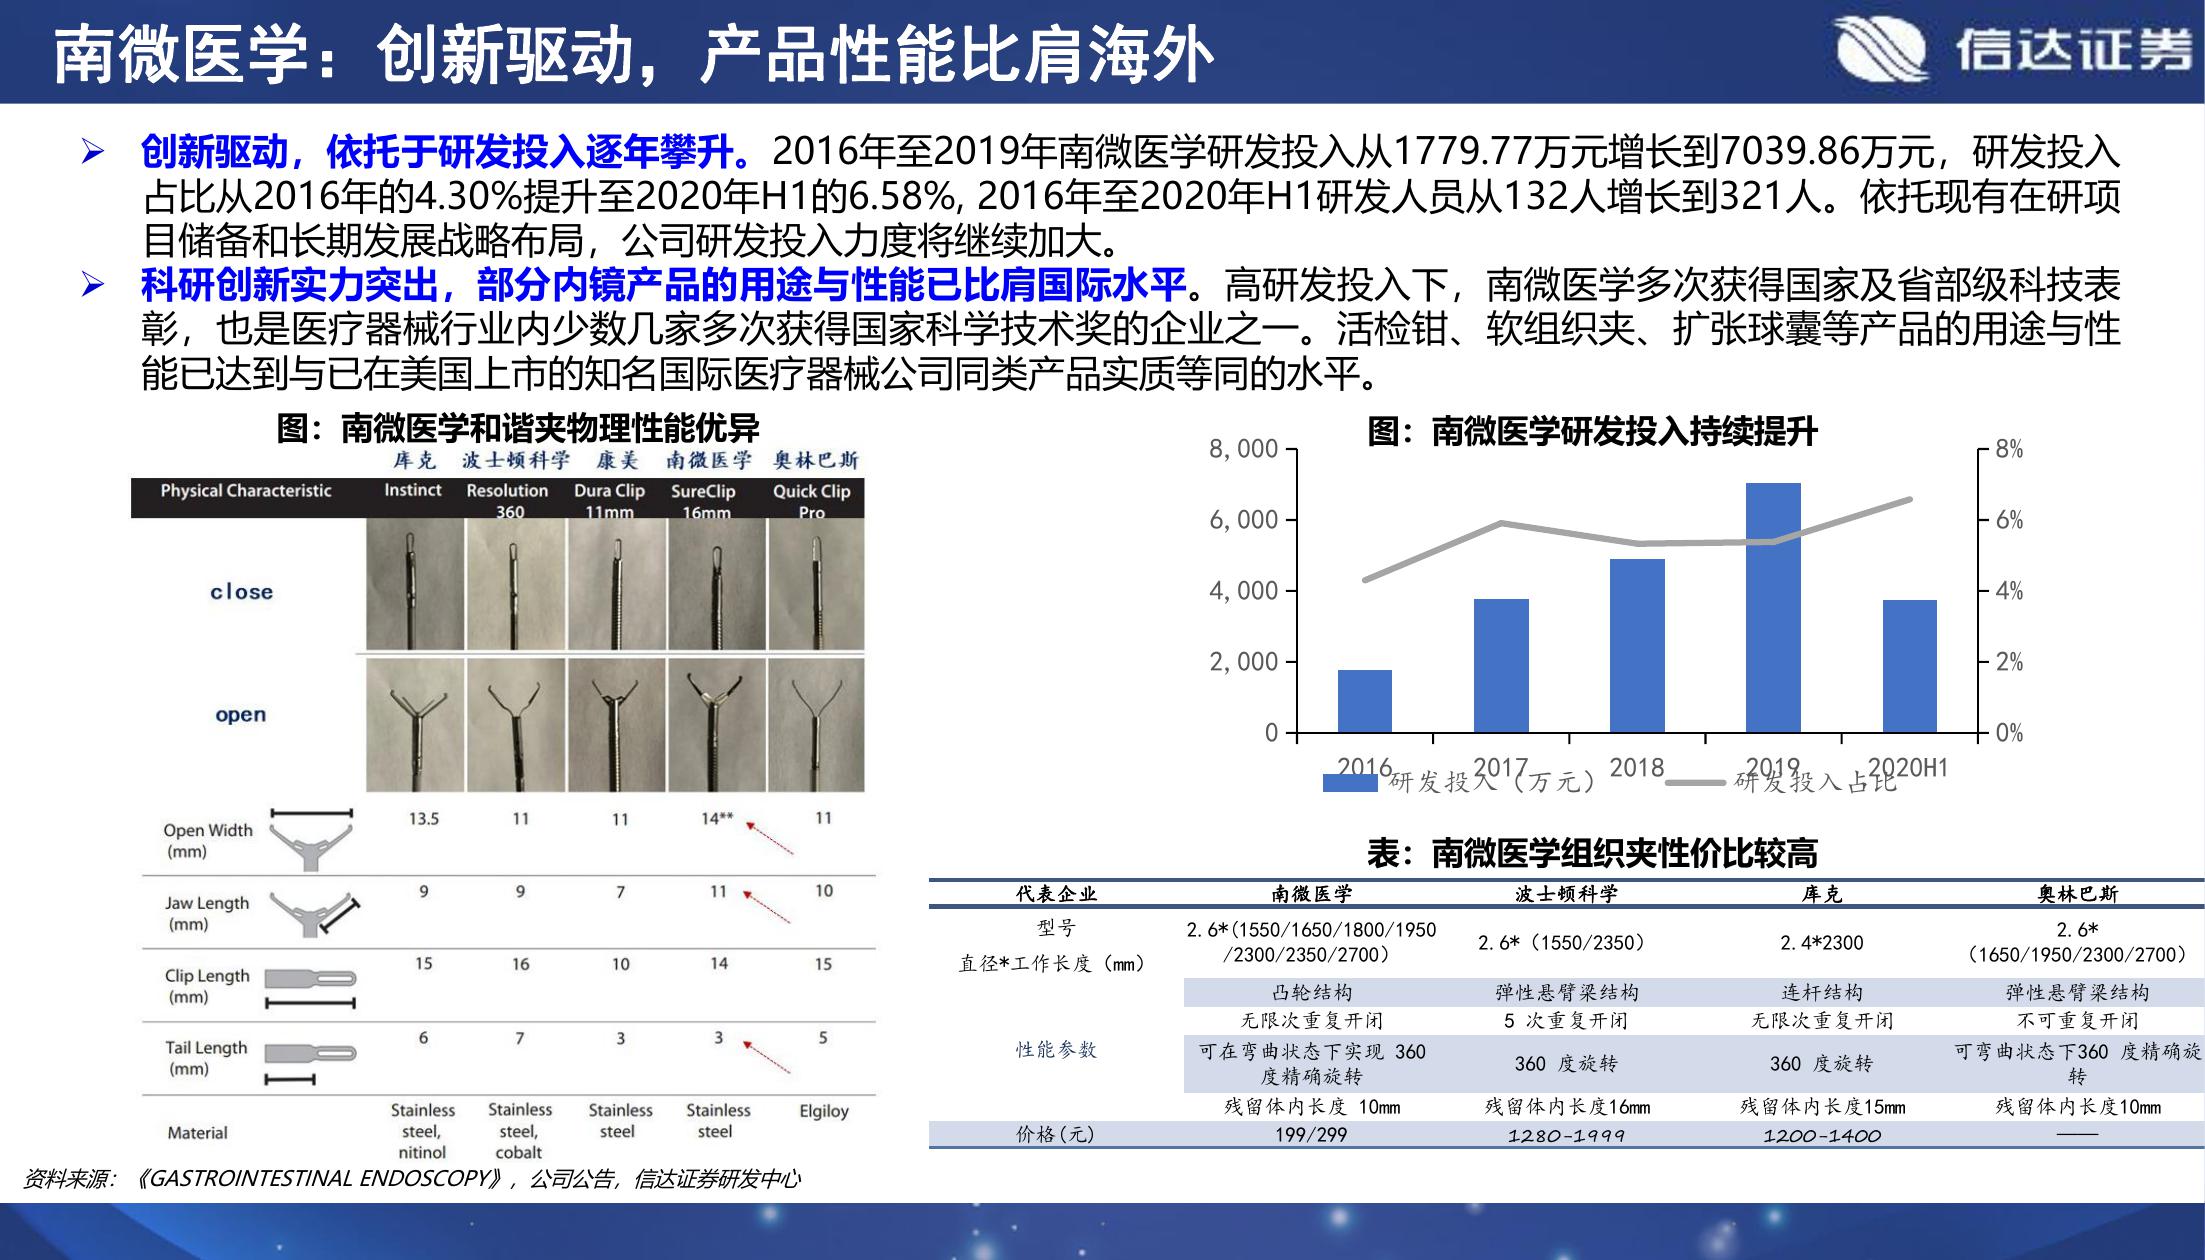 南微医学：创新驱动，产品性能比肩海外
信达证券
➢ 创新驱动，依托于研发投入逐年攀升。2016年至2019年南微医学研发投入从1779.77万元增长到7039.86万元，研发投入
占比从2016年的4.30%提升至2020年H1的6.58%, 2016年至2020年H1研发人员从132人增长到321人。依托现有在研项
目储备和长期发展战略布局，公司研发投入力度将继续加大。
➢ 科研创新实力突出，部分内镜产品的用途与性能已比肩国际水平。高研发投入下，南微医学多次获得国家及省部级科技表
彰，也是医疗器械行业内少数几家多次获得国家科学技术奖的企业之一。活检钳、软组织夹、扩张球囊等产品的用途与性
能已达到与已在美国上市的知名国际医疗器械公司同类产品实质等同的水平。
图：南微医学和谐夹物理性能优异
库克 波士顿科学 康美 南微医学 奥林巴斯
Physical Characteristic Instinct Resolution 360 Dura Clip 11mm SureClip 16mm Quick Clip Pro
close
open
Open Width (mm) 13.5 11 11 14** 11
Jaw Length (mm) 9 9 7 11 10
Clip Length (mm) 15 16 10 14 15
Tail Length (mm) 6 7 3 3 5
Material Stainless steel, nitinol Stainless steel, cobalt Stainless steel Stainless steel Elgiloy
图：南微医学研发投入持续提升
8,000 8%
6,000 6%
4,000 4%
2,000 2%
0 0%
2016 2017 2018 2019 2020H1
研发投入（万元） 研发投入占比
表：南微医学组织夹性价比较高
代表企业 南微医学 波士顿科学 库克 奥林巴斯
型号
直径*工作长度（mm） 2.6*(1550/1650/1800/1950
/2300/2350/2700） 2.6*（1550/2350） 2.4*2300 2.6*
（1650/1950/2300/2700）
性能参数
凸轮结构 弹性悬臂梁结构 连杆结构 弹性悬臂梁结构
无限次重复开闭 5 次重复开闭 无限次重复开闭 不可重复开闭
可在弯曲状态下实现 360
度精确旋转 360 度旋转 360 度旋转 可弯曲状态下360 度精确旋
转
残留体内长度 10mm 残留体内长度16mm 残留体内长度15mm 残留体内长度10mm
价格(元) 199/299 1280-1999 1200-1400 ——
资料来源：《GASTROINTESTINAL ENDOSCOPY》，公司公告，信达证券研发中心